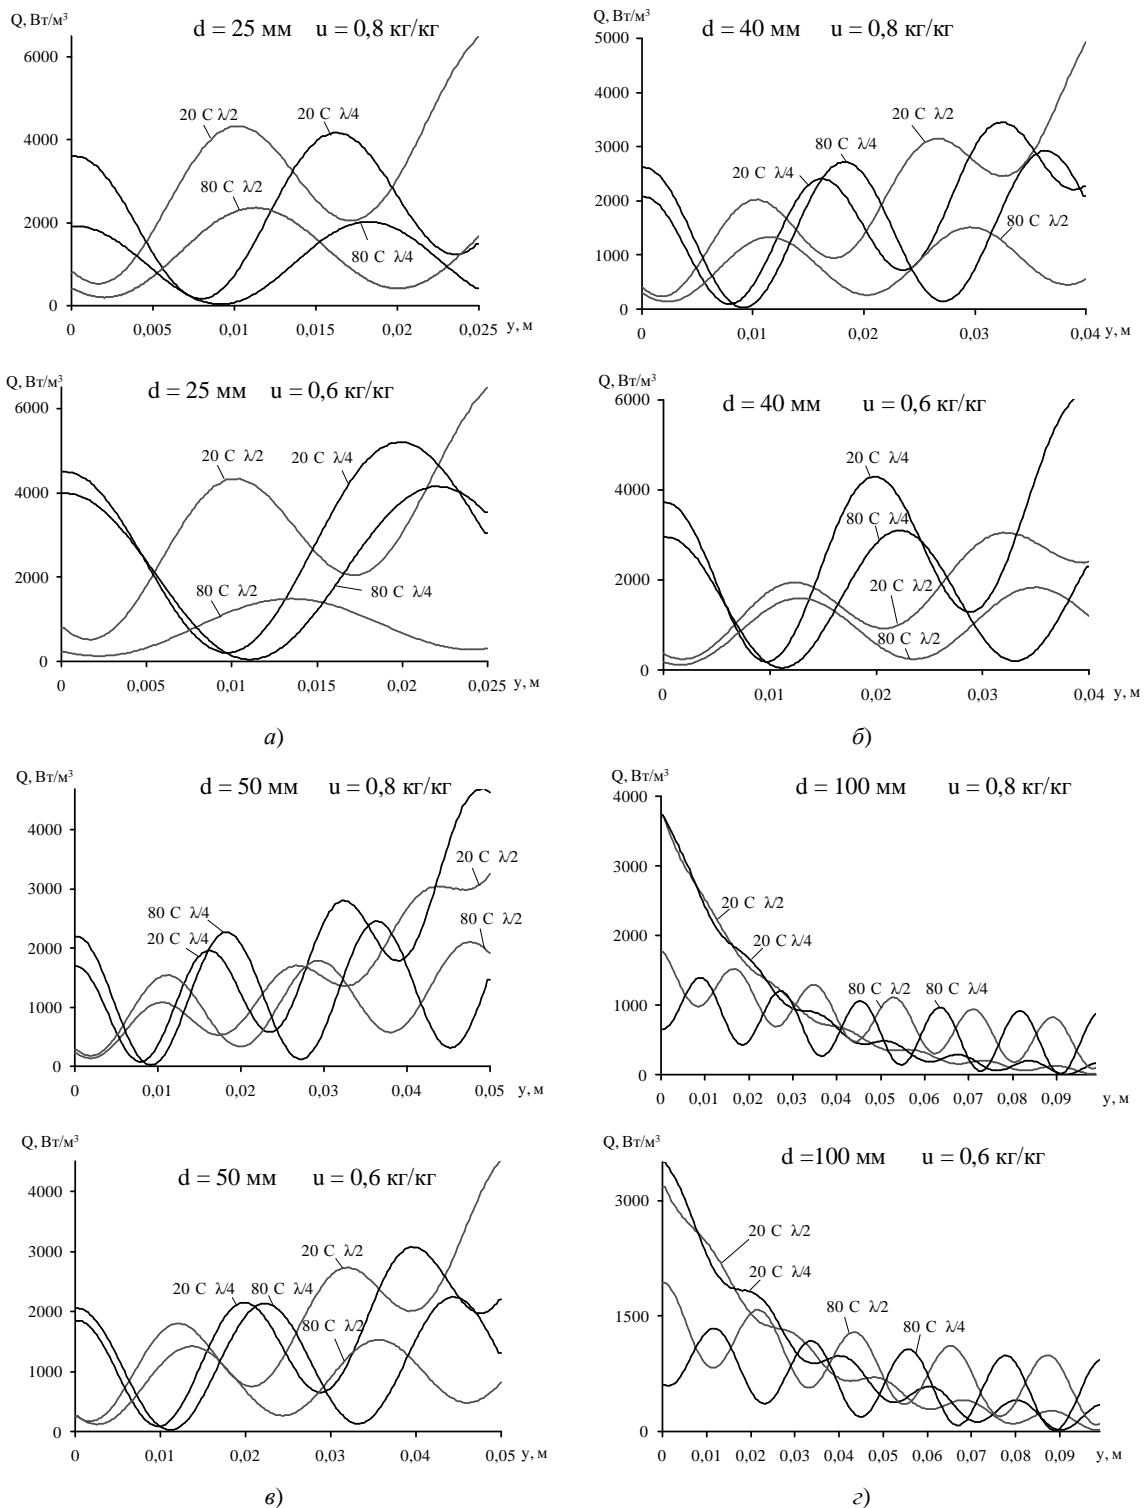 Q, Вт/м³
d = 25 мм u = 0,8 кг/кг
6000
4000
2000
0
20 C λ/2
20 C λ/4
80 C λ/2
80 C λ/4
0 0,005 0,01 0,015 0,02 0,025 y, м
Q, Вт/м³
d = 40 мм u = 0,8 кг/кг
5000
4000
3000
2000
1000
0
20 C λ/2
80 C λ/4
20 C λ/4
80 C λ/2
0 0,01 0,02 0,03 0,04 y, м
Q, Вт/м³
d = 25 мм u = 0,6 кг/кг
6000
4000
2000
0
20 C λ/2
20 C λ/4
80 C λ/2
80 C λ/4
0 0,005 0,01 0,015 0,02 0,025 y, м
а)
Q, Вт/м³
d = 40 мм u = 0,6 кг/кг
6000
4000
2000
0
20 C λ/4
80 C λ/4
20 C λ/2
80 C λ/2
0 0,01 0,02 0,03 0,04 y, м
б)
Q, Вт/м³
d = 50 мм u = 0,8 кг/кг
4000
3000
2000
1000
0
20 C λ/2
80 C λ/4
80 C λ/2
20 C λ/4
0 0,01 0,02 0,03 0,04 0,05 y, м
Q, Вт/м³
d = 100 мм u = 0,8 кг/кг
4000
3000
2000
1000
0
20 C λ/2
20 C λ/4
80 C λ/2 80 C λ/4
0 0,01 0,02 0,03 0,04 0,05 0,06 0,07 0,08 0,09 y, м
Q, Вт/м³
d = 50 мм u = 0,6 кг/кг
4000
3000
2000
1000
0
20 C λ/2
20 C λ/4 80 C λ/4
80 C λ/2
0 0,01 0,02 0,03 0,04 0,05 y, м
в)
Q, Вт/м³
d =100 мм u = 0,6 кг/кг
3000
1500
0
20 C λ/2
20 C λ/4
80 C λ/2
80 C λ/4
0 0,01 0,02 0,03 0,04 0,05 0,06 0,07 0,08 0,09 y, м
г)